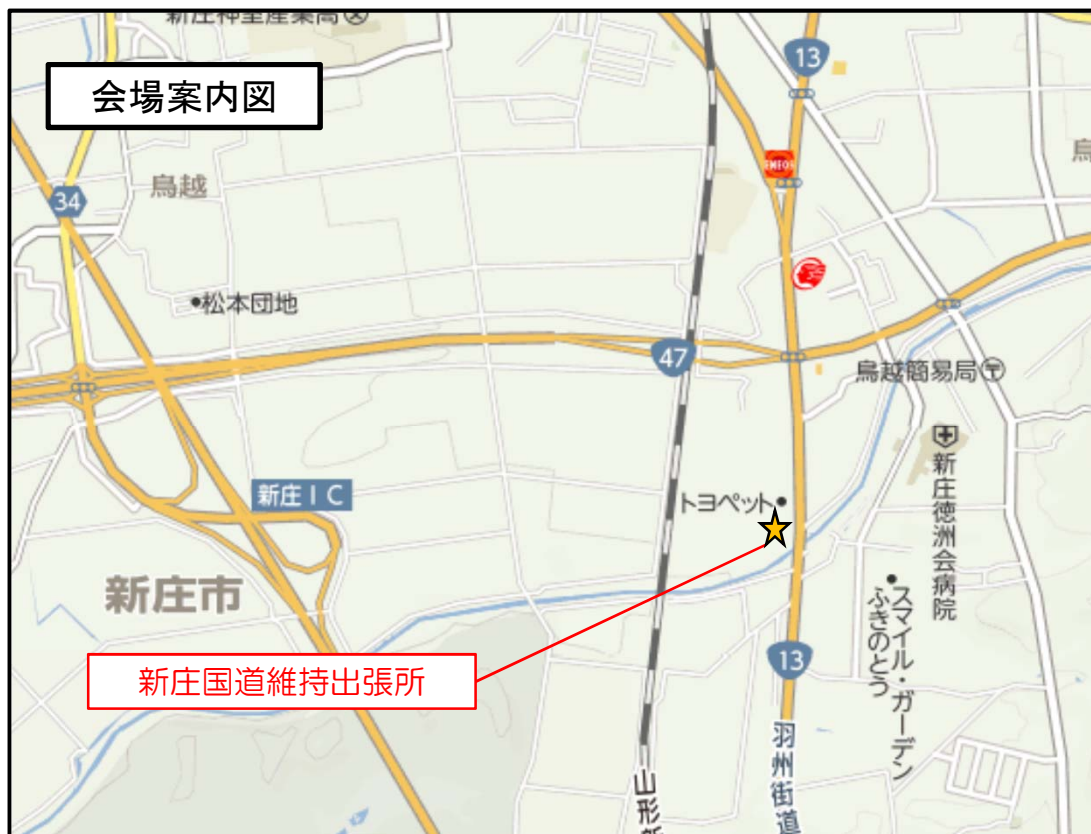 新庄神室産業高
13
会場案内図
ENEOS
鳥越
鳥
34
松本団地
47
鳥越簡易局
新庄徳洲会病院
新庄IC
トヨペット
新庄市
スマイル・ガーデン
ふきのとう
新庄国道維持出張所
13
羽州街道
山形新